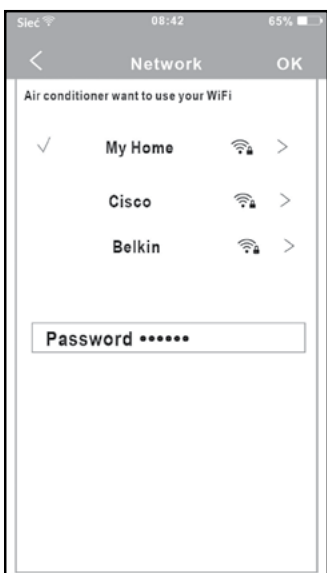 Sieć 08:42 65%
Network OK
Air conditioner want to use your WiFi
My Home
Cisco
Belkin
Password ••••••